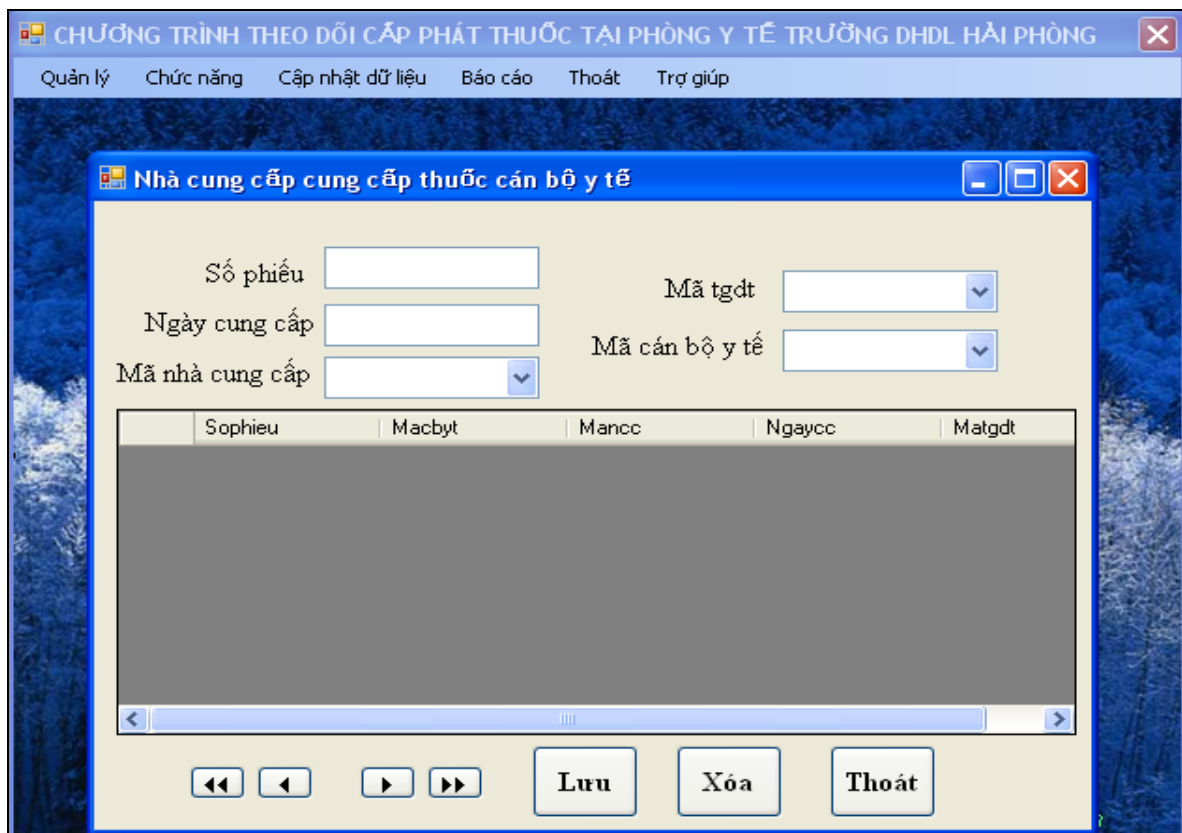 CHƯƠNG TRÌNH THEO DÕI CẤP PHÁT THUỐC TẠI PHÒNG Y TẾ TRƯỜNG DHDL HẢI PHÒNG
Quản lý Chức năng Cập nhật dữ liệu Báo cáo Thoát Trợ giúp
Nhà cung cấp cung cấp thuốc cán bộ y tế
Số phiếu
Mã tgdt
Ngày cung cấp
Mã cán bộ y tế
Mã nhà cung cấp
Sophieu Macbyt Mancc Ngaycc Matgdt
Lưu Xóa Thoát